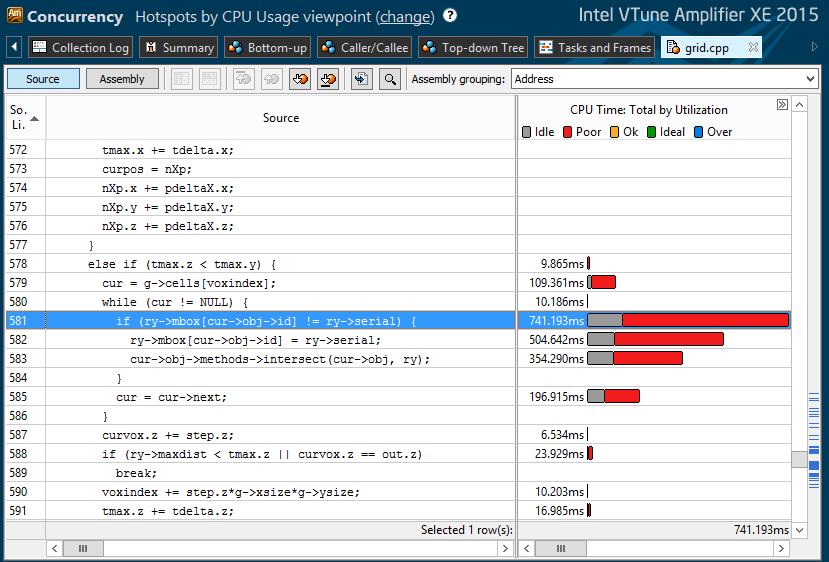 Am Concurrency Hotspots by CPU Usage viewpoint (change) ? Intel VTune Amplifier XE 2015
Collection Log Summary Bottom-up Caller/Callee Top-down Tree Tasks and Frames grid.cpp
Source Assembly Assembly grouping: Address
So.
Li.
Source
CPU Time: Total by Utilization
Idle Poor Ok Ideal Over
572 tmax.x += tdelta.x;
573 curpos = nXp;
574 nXp.x += pdeltaX.x;
575 nXp.y += pdeltaX.y;
576 nXp.z += pdeltaX.z;
577 }
578 else if (tmax.z < tmax.y) { 9.865ms
579 cur = g->cells[voxindex]; 109.361ms
580 while (cur != NULL) { 10.186ms
581 if (ry->mbox[cur->obj->id] != ry->serial) { 741.193ms
582 ry->mbox[cur->obj->id] = ry->serial; 504.642ms
583 cur->obj->methods->intersect(cur->obj, ry); 354.290ms
584 }
585 cur = cur->next; 196.915ms
586 }
587 curvox.z += step.z; 6.534ms
588 if (ry->maxdist < tmax.z || curvox.z == out.z) 23.929ms
589 break;
590 voxindex += step.z*g->xsize*g->ysize; 10.203ms
591 tmax.z += tdelta.z; 16.985ms
Selected 1 row(s): 741.193ms